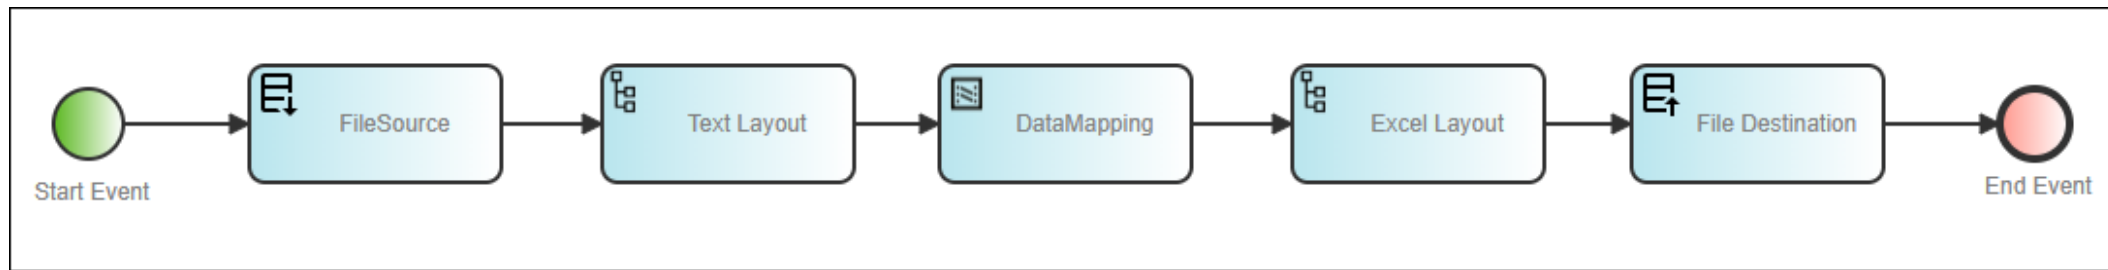 FileSource
Text Layout
DataMapping
Excel Layout
File Destination
Start Event
End Event